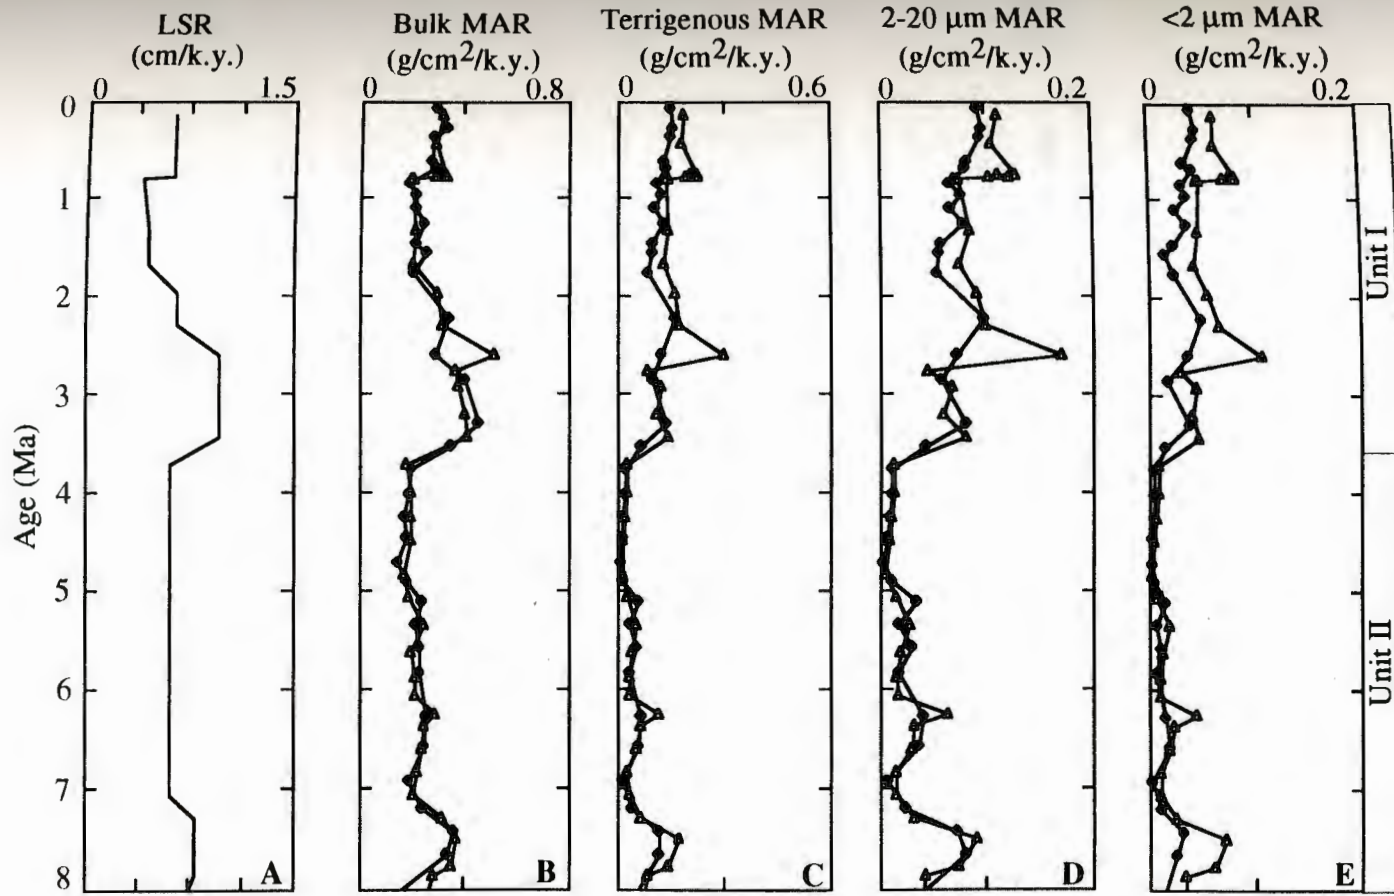 LSR
(cm/k.y.)
0 1.5
Bulk MAR
(g/cm2/k.y.)
0 0.8
Terrigenous MAR
(g/cm2/k.y.)
0 0.6
2-20 µm MAR
(g/cm2/k.y.)
0 0.2
<2 µm MAR
(g/cm2/k.y.)
0 0.2
Age (Ma)
0
1
2
3
4
5
6
7
8
A
B
C
D
E
Unit I
Unit II